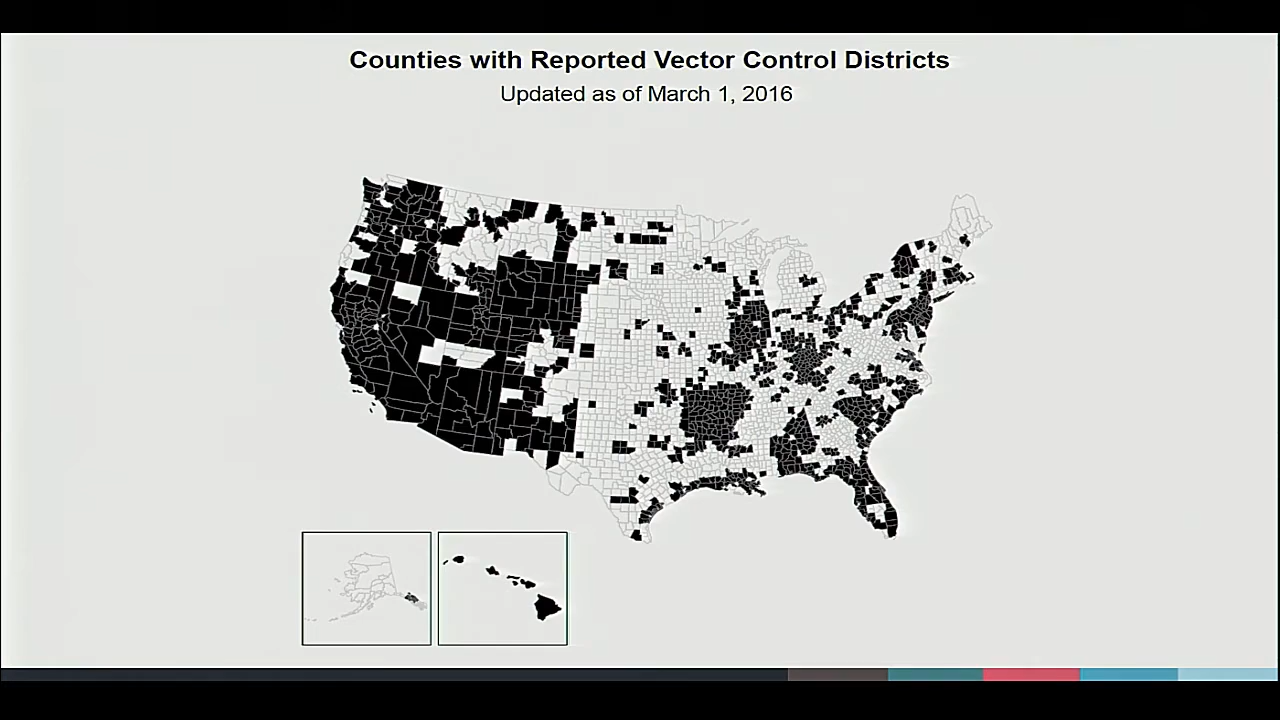 Counties with Reported Vector Control Districts
Updated as of March 1, 2016